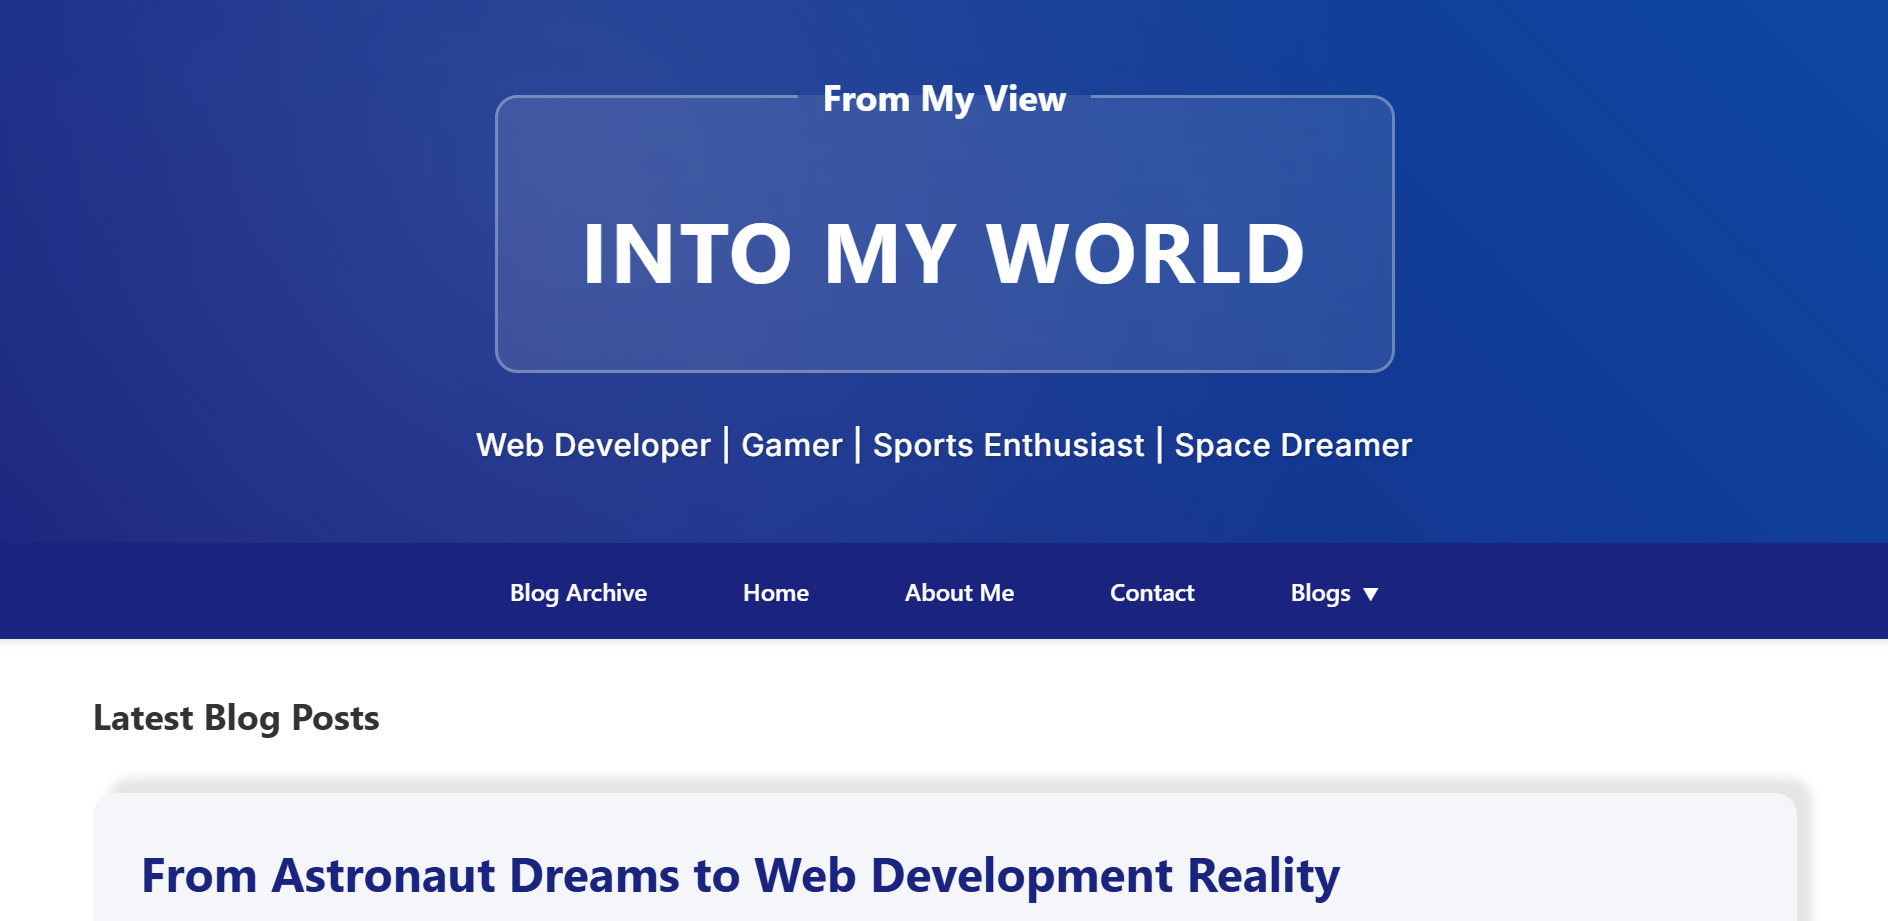 From My View
INTO MY WORLD
Web Developer | Gamer | Sports Enthusiast | Space Dreamer
Blog Archive Home About Me Contact Blogs ▼
Latest Blog Posts
From Astronaut Dreams to Web Development Reality